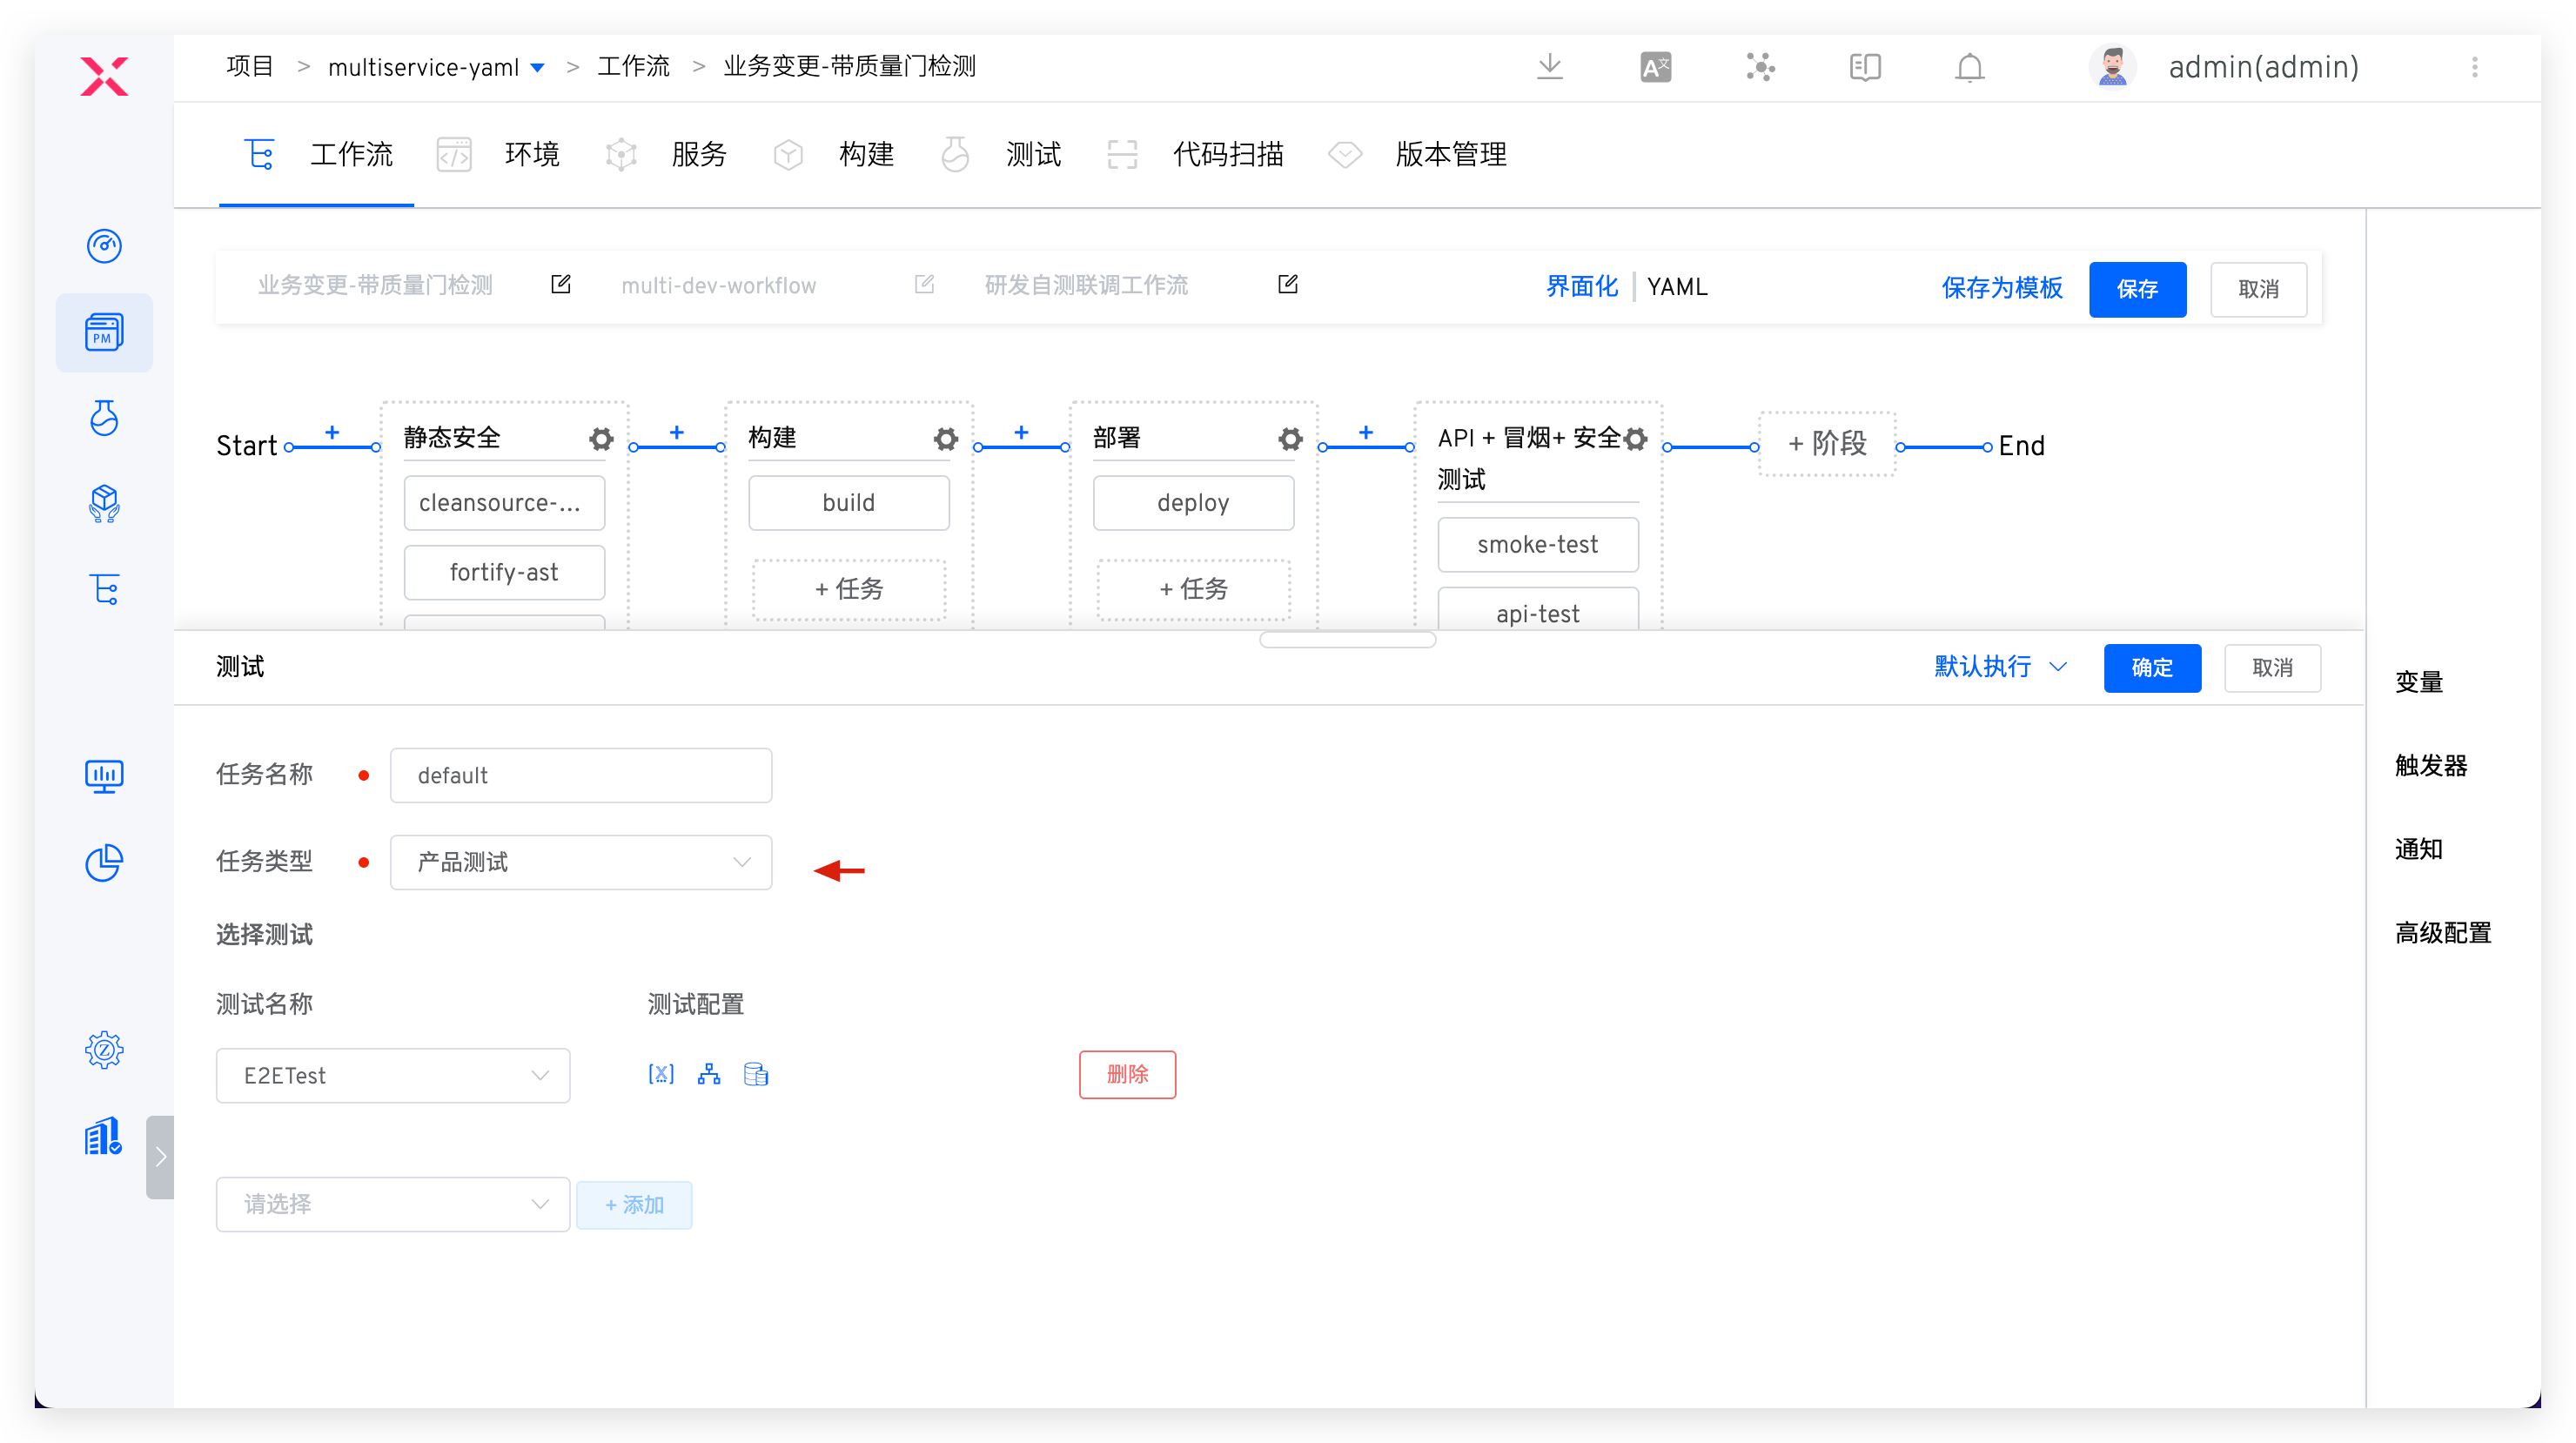 项目 > multiservice-yaml > 工作流 > 业务变更-带质量门检测
admin(admin)
工作流 环境 服务 构建 测试 代码扫描 版本管理
PM
业务变更-带质量门检测 multi-dev-workflow 研发自测联调工作流 界面化 | YAML 保存为模板 保存 取消
Start + 静态安全 + 构建 + 部署 + API + 冒烟+ 安全 + 阶段 End
测试
cleansource-... build deploy
smoke-test
fortify-ast + 任务 + 任务
api-test
测试 默认执行 确定 取消
变量
触发器
通知
高级配置
任务名称 default
任务类型 产品测试
选择测试
测试名称 测试配置
E2ETest 删除
请选择 + 添加